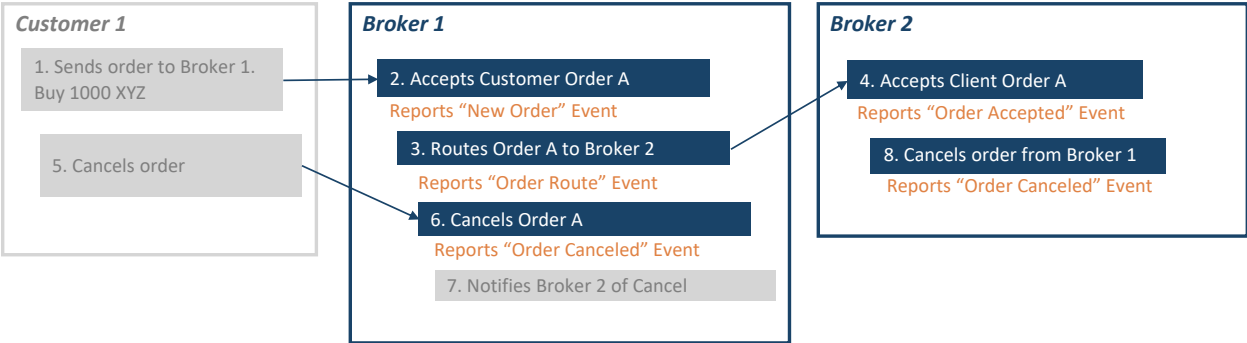 Customer 1
1. Sends order to Broker 1.
Buy 1000 XYZ
5. Cancels order
Broker 1
2. Accepts Customer Order A
Reports “New Order” Event
3. Routes Order A to Broker 2
Reports “Order Route” Event
6. Cancels Order A
Reports “Order Canceled” Event
7. Notifies Broker 2 of Cancel
Broker 2
4. Accepts Client Order A
Reports “Order Accepted” Event
8. Cancels order from Broker 1
Reports “Order Canceled” Event